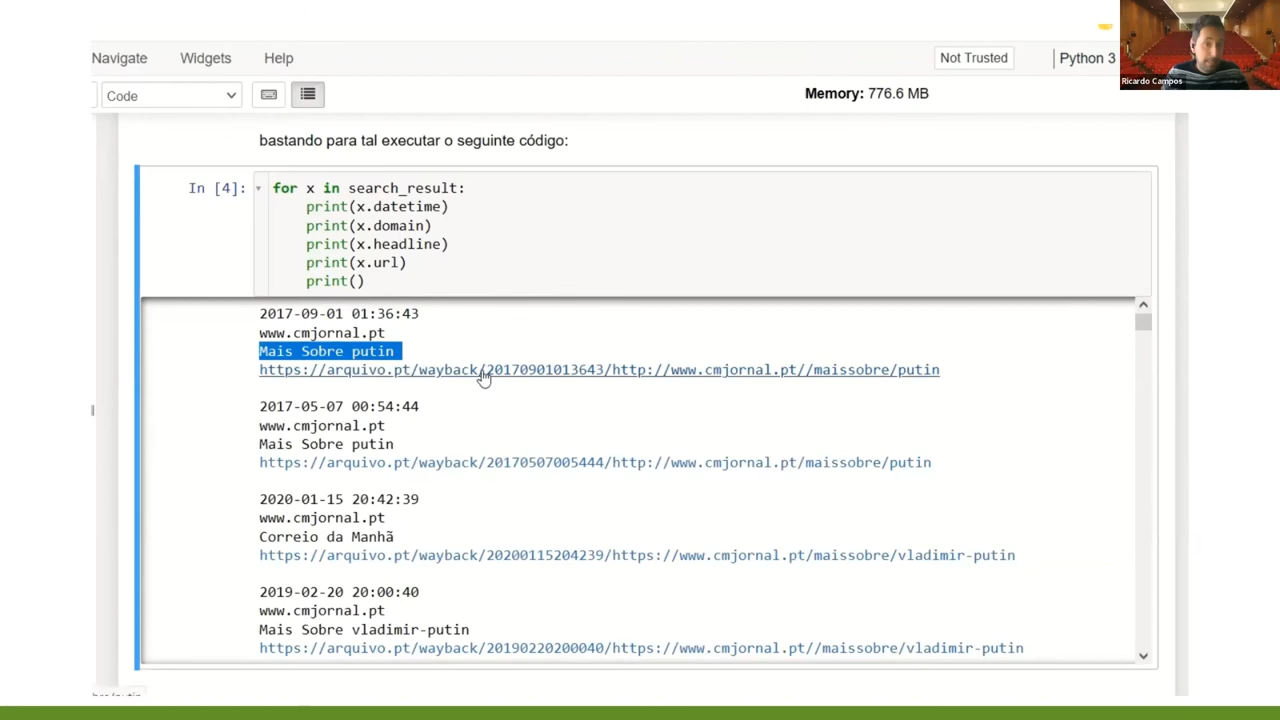 Navigate Widgets Help Not Trusted Python 3
Ricardo Campos
Code Memory: 776.6 MB
bastando para tal executar o seguinte código:
In [4]: for x in search_result:
print(x.datetime)
print(x.domain)
print(x.headline)
print(x.url)
print()
2017-09-01 01:36:43
www.cmjornal.pt
Mais Sobre putin
https://arquivo.pt/wayback/20170901013643/http://www.cmjornal.pt//maissobre/putin
2017-05-07 00:54:44
www.cmjornal.pt
Mais Sobre putin
https://arquivo.pt/wayback/20170507005444/http://www.cmjornal.pt/maissobre/putin
2020-01-15 20:42:39
www.cmjornal.pt
Correio da Manhã
https://arquivo.pt/wayback/20200115204239/https://www.cmjornal.pt/maissobre/vladimir-putin
2019-02-20 20:00:40
www.cmjornal.pt
Mais Sobre vladimir-putin
https://arquivo.pt/wayback/20190220200040/https://www.cmjornal.pt//maissobre/vladimir-putin